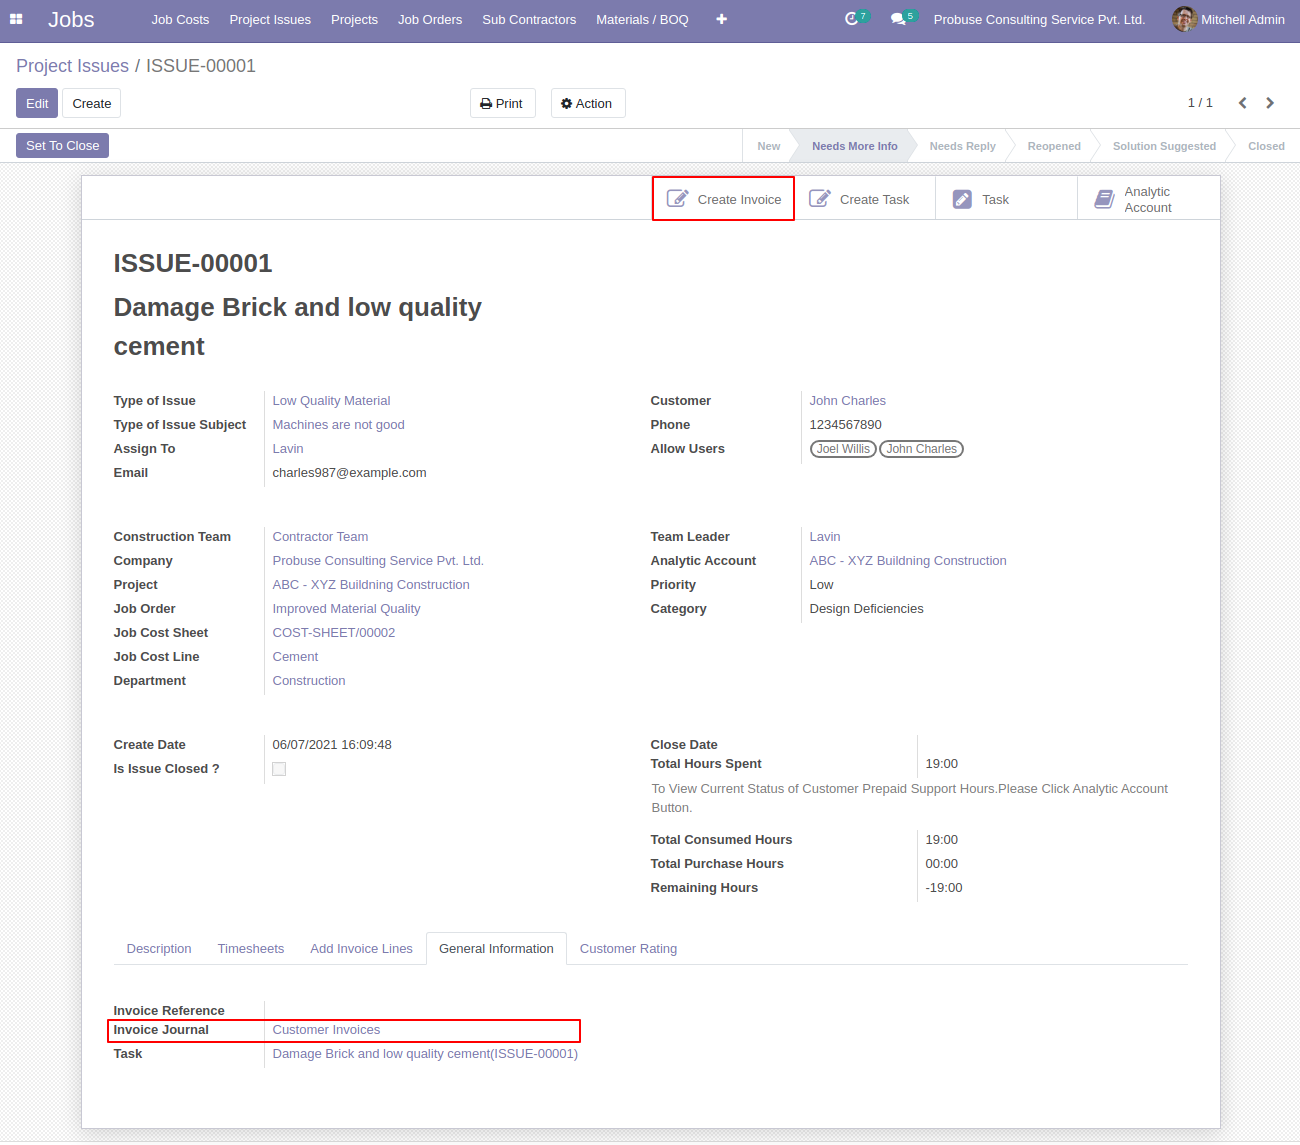 Jobs Job Costs Project Issues Projects Job Orders Sub Contractors Materials / BOQ 7 5 Probuse Consulting Service Pvt. Ltd. Mitchell Admin
Project Issues / ISSUE-00001
Edit Create Print Action 1 / 1
Set To Close New Needs More Info Needs Reply Reopened Solution Suggested Closed
Create Invoice Create Task Task Analytic
Account
ISSUE-00001
Damage Brick and low quality
cement
Type of Issue Low Quality Material Customer John Charles
Type of Issue Subject Machines are not good Phone 1234567890
Assign To Lavin Allow Users Joel Willis John Charles
Email charles987@example.com
Construction Team Contractor Team Team Leader Lavin
Company Probuse Consulting Service Pvt. Ltd. Analytic Account ABC - XYZ Buildning Construction
Project ABC - XYZ Buildning Construction Priority Low
Job Order Improved Material Quality Category Design Deficiencies
Job Cost Sheet COST-SHEET/00002
Job Cost Line Cement
Department Construction
Create Date 06/07/2021 16:09:48 Close Date
Is Issue Closed ? Total Hours Spent 19:00
To View Current Status of Customer Prepaid Support Hours.Please Click Analytic Account
Button.
Total Consumed Hours 19:00
Total Purchase Hours 00:00
Remaining Hours -19:00
Description Timesheets Add Invoice Lines General Information Customer Rating
Invoice Reference
Invoice Journal Customer Invoices
Task Damage Brick and low quality cement(ISSUE-00001)